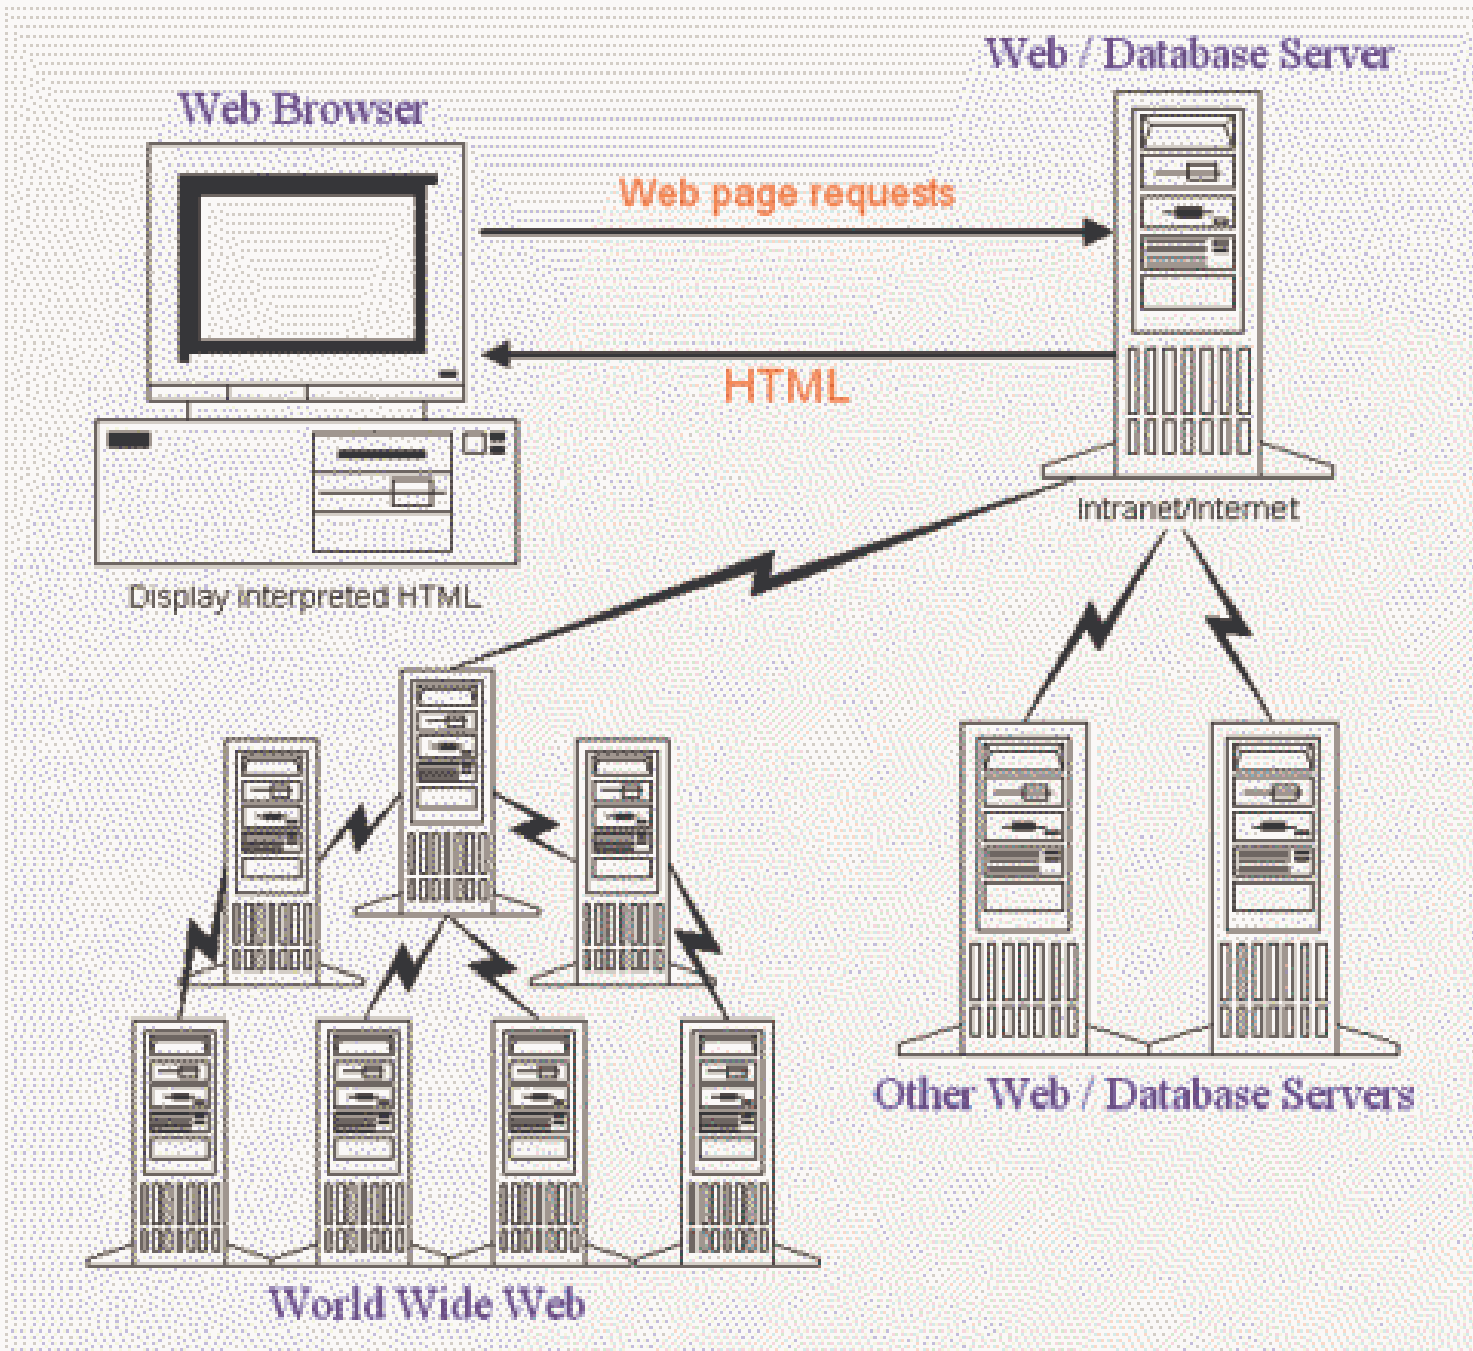 Web / Database Server
Web Browser
Web page requests
HTML
Intranet/Internet
Display interpreted HTML
Other Web / Database Servers
World Wide Web